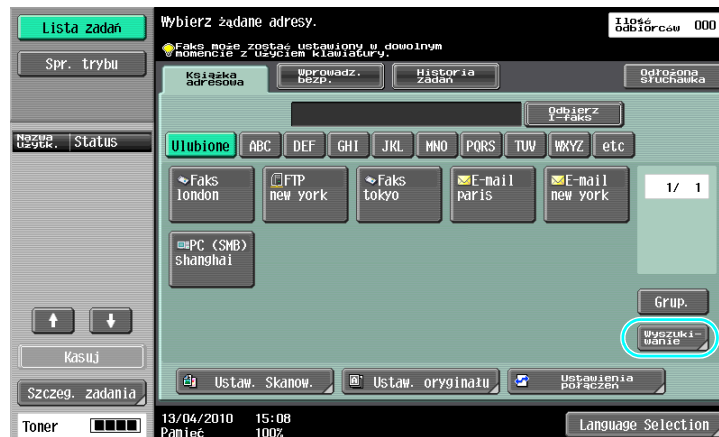 Lista zadań
Wybierz żądane adresy.
Ilość
odbiorców 000
Faks może zostać ustawiony w dowolnym
momencie z użyciem klawiatury.
Spr. trybu
Książka
adresowa
Wprowadz.
bezp.
Historia
zadań
Odłożona
słuchawka
Odbierz
I-faks
Nazwa
użytk.
Status
Ulubione ABC DEF GHI JKL MNO PQRS TUV WXYZ etc
Faks
london
FTP
new york
Faks
tokyo
E-mail
paris
E-mail
new york
1/ 1
PC (SMB)
shanghai
Grup.
Wyszuki-
wanie
Kasuj
Szczeg. zadania
Ustaw. Skanow.
Ustaw. oryginału
Ustawienia
połączeń
Toner
13/04/2010 15:08
Pamięć 100%
Language Selection